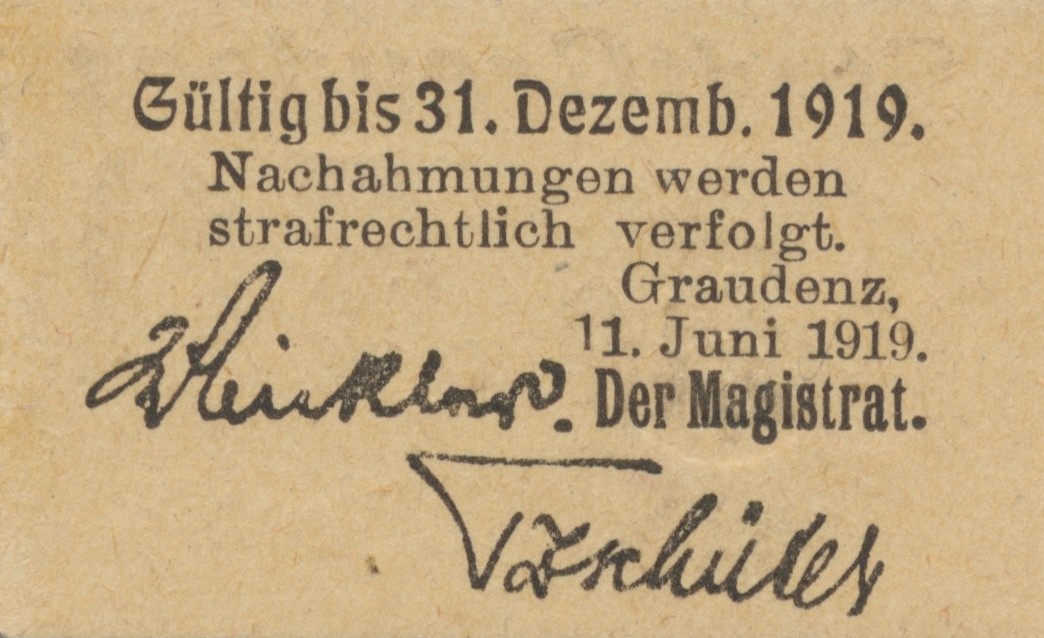 Gültig bis 31. Dezemb. 1919.
Nachahmungen werden
strafrechtlich verfolgt.
Graudenz,
11. Juni 1919.
Der Magistrat.